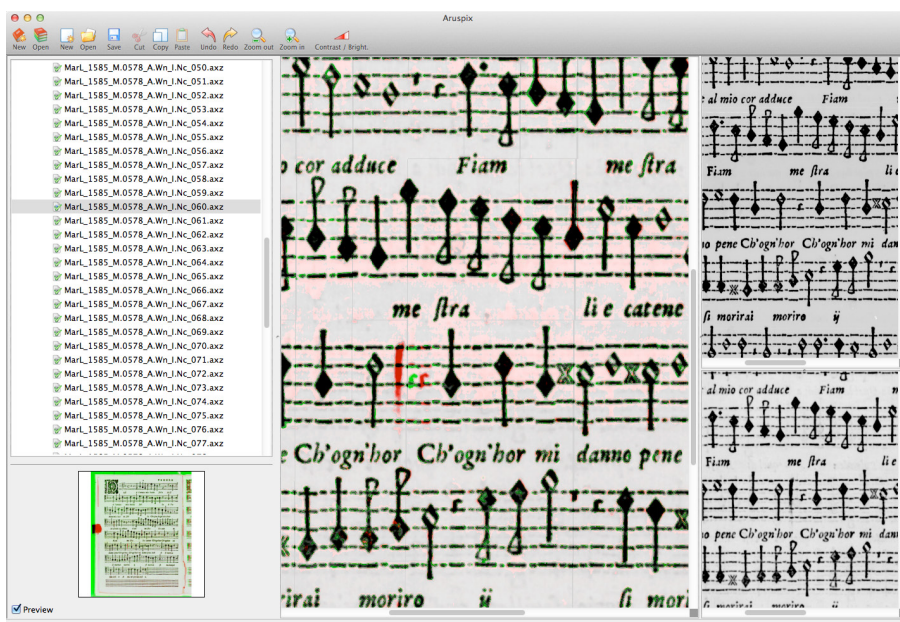 Aruspix
New Open New Open Save Cut Copy Paste Undo Redo Zoom out Zoom in Contrast / Bright.
MarL_1585_M.0578_A.Wn_I.Nc_050.axz
MarL_1585_M.0578_A.Wn_I.Nc_051.axz
MarL_1585_M.0578_A.Wn_I.Nc_052.axz
MarL_1585_M.0578_A.Wn_I.Nc_053.axz
MarL_1585_M.0578_A.Wn_I.Nc_054.axz
MarL_1585_M.0578_A.Wn_I.Nc_055.axz
MarL_1585_M.0578_A.Wn_I.Nc_056.axz
MarL_1585_M.0578_A.Wn_I.Nc_057.axz
MarL_1585_M.0578_A.Wn_I.Nc_058.axz
MarL_1585_M.0578_A.Wn_I.Nc_059.axz
MarL_1585_M.0578_A.Wn_I.Nc_060.axz
MarL_1585_M.0578_A.Wn_I.Nc_061.axz
MarL_1585_M.0578_A.Wn_I.Nc_062.axz
MarL_1585_M.0578_A.Wn_I.Nc_063.axz
MarL_1585_M.0578_A.Wn_I.Nc_064.axz
MarL_1585_M.0578_A.Wn_I.Nc_065.axz
MarL_1585_M.0578_A.Wn_I.Nc_066.axz
MarL_1585_M.0578_A.Wn_I.Nc_067.axz
MarL_1585_M.0578_A.Wn_I.Nc_068.axz
MarL_1585_M.0578_A.Wn_I.Nc_069.axz
MarL_1585_M.0578_A.Wn_I.Nc_070.axz
MarL_1585_M.0578_A.Wn_I.Nc_071.axz
MarL_1585_M.0578_A.Wn_I.Nc_072.axz
MarL_1585_M.0578_A.Wn_I.Nc_073.axz
MarL_1585_M.0578_A.Wn_I.Nc_074.axz
MarL_1585_M.0578_A.Wn_I.Nc_075.axz
MarL_1585_M.0578_A.Wn_I.Nc_076.axz
MarL_1585_M.0578_A.Wn_I.Nc_077.axz
Preview
o cor adduce Fiam me ſtra
me ſtra li e catene
e Ch'ogn'hor Ch'ogn'hor mi danno pene
rirai moriro ij ſi mori
e al mio cor adduce Fiam
Fiam me ſtra li e
no pene Ch'ogn'hor Ch'ogn'hor mi dan
ſi morirai moriro ij
al mio cor adduce Fiam
Fiam me ſtra li e
o pene Ch'ogn'hor Ch'ogn'hor mi dan
ſi morirai moriro ij